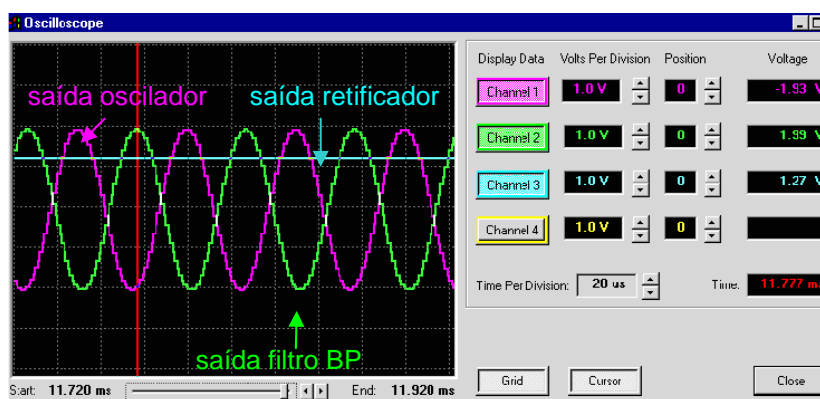 Oscilloscope
saída oscilador
saída retificador
saída filtro BP
Start: 11.720 ms
End: 11.920 ms
Display Data Volts Per Division Position Voltage
Channel 1 1.0 V 0 -1.93 V
Channel 2 1.0 V 0 1.99 V
Channel 3 1.0 V 0 1.27 V
Channel 4 1.0 V 0
Time Per Division: 20 us Time. 11.777 ms
Grid Cursor Close